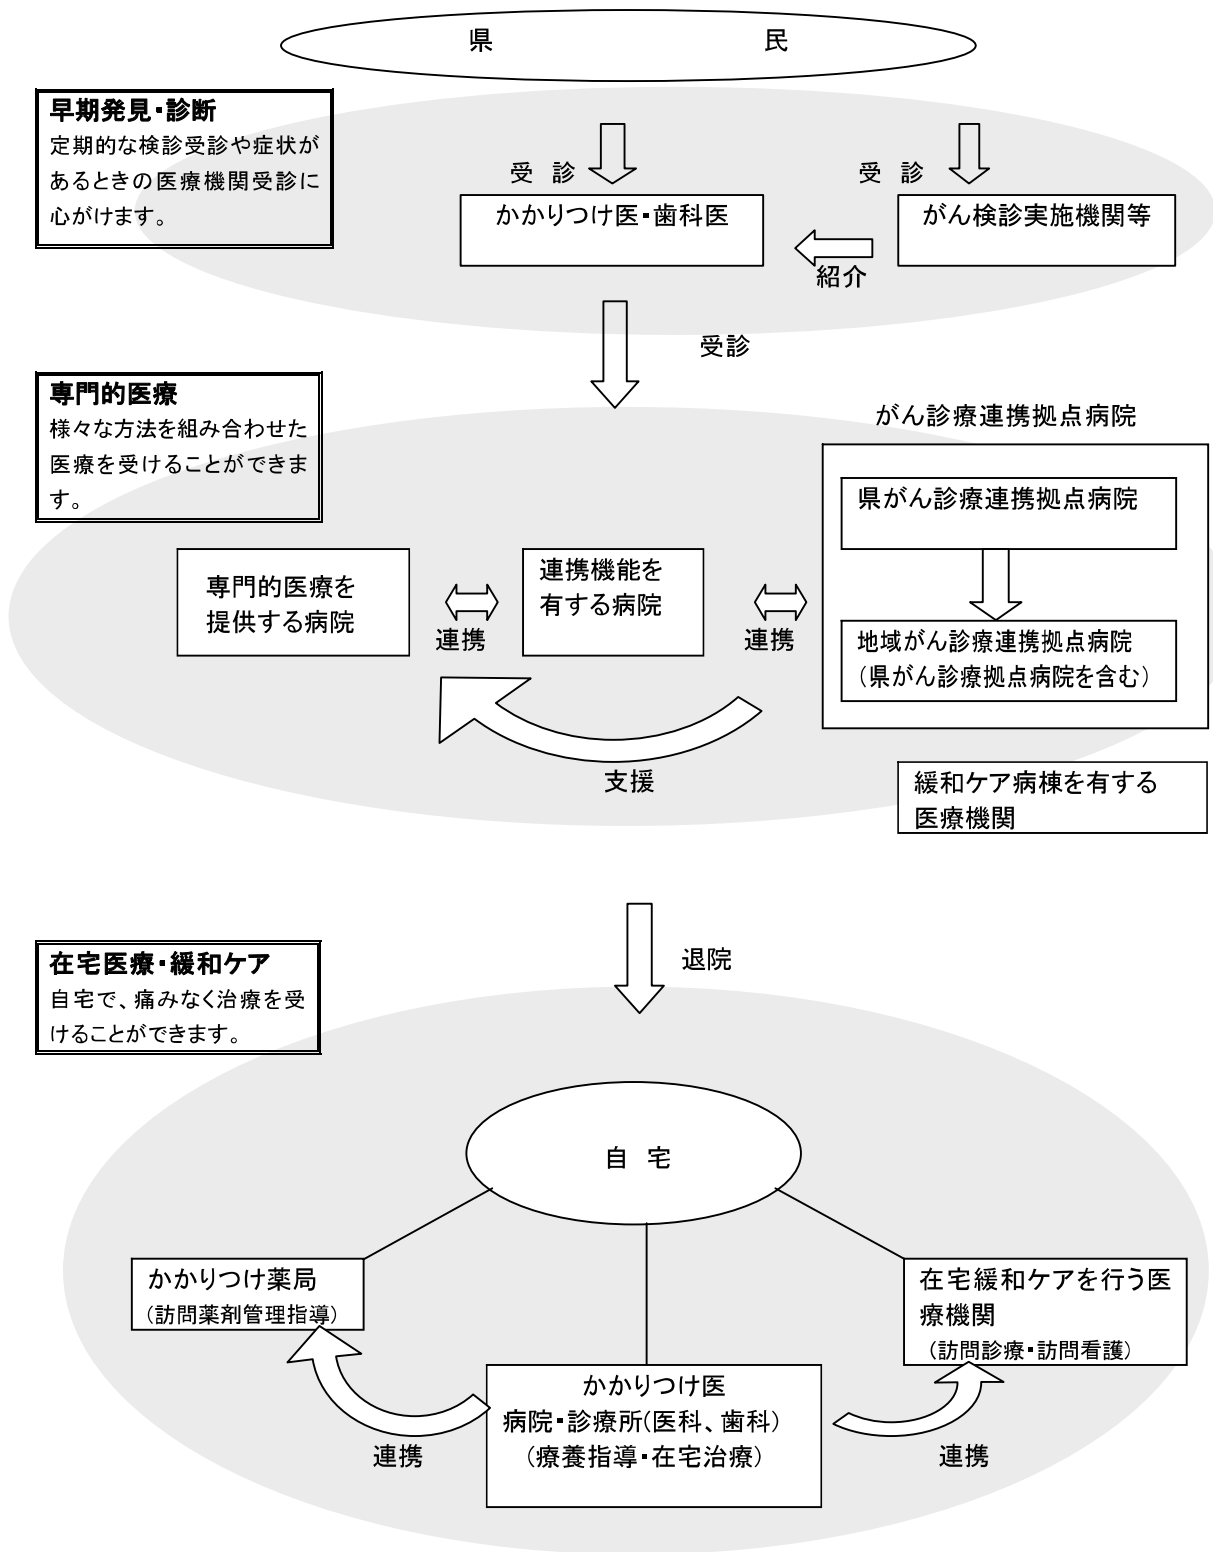 県　　　民
早期発見・診断
定期的な検診受診や症状が
あるときの医療機関受診に
心がけます。
受　診
受　診
かかりつけ医・歯科医
がん検診実施機関等
紹介
受診
専門的医療
様々な方法を組み合わせた
医療を受けることができま
す。
がん診療連携拠点病院
県がん診療連携拠点病院
専門的医療を
提供する病院
連携
連携機能を
有する病院
連携
地域がん診療連携拠点病院
（県がん診療拠点病院を含む）
支援
緩和ケア病棟を有する
医療機関
退院
在宅医療・緩和ケア
自宅で、痛みなく治療を受
けることができます。
自　宅
かかりつけ薬局
（訪問薬剤管理指導）
在宅緩和ケアを行う医
療機関
（訪問診療・訪問看護）
かかりつけ医
病院・診療所（医科、歯科）
（療養指導・在宅治療）
連携
連携